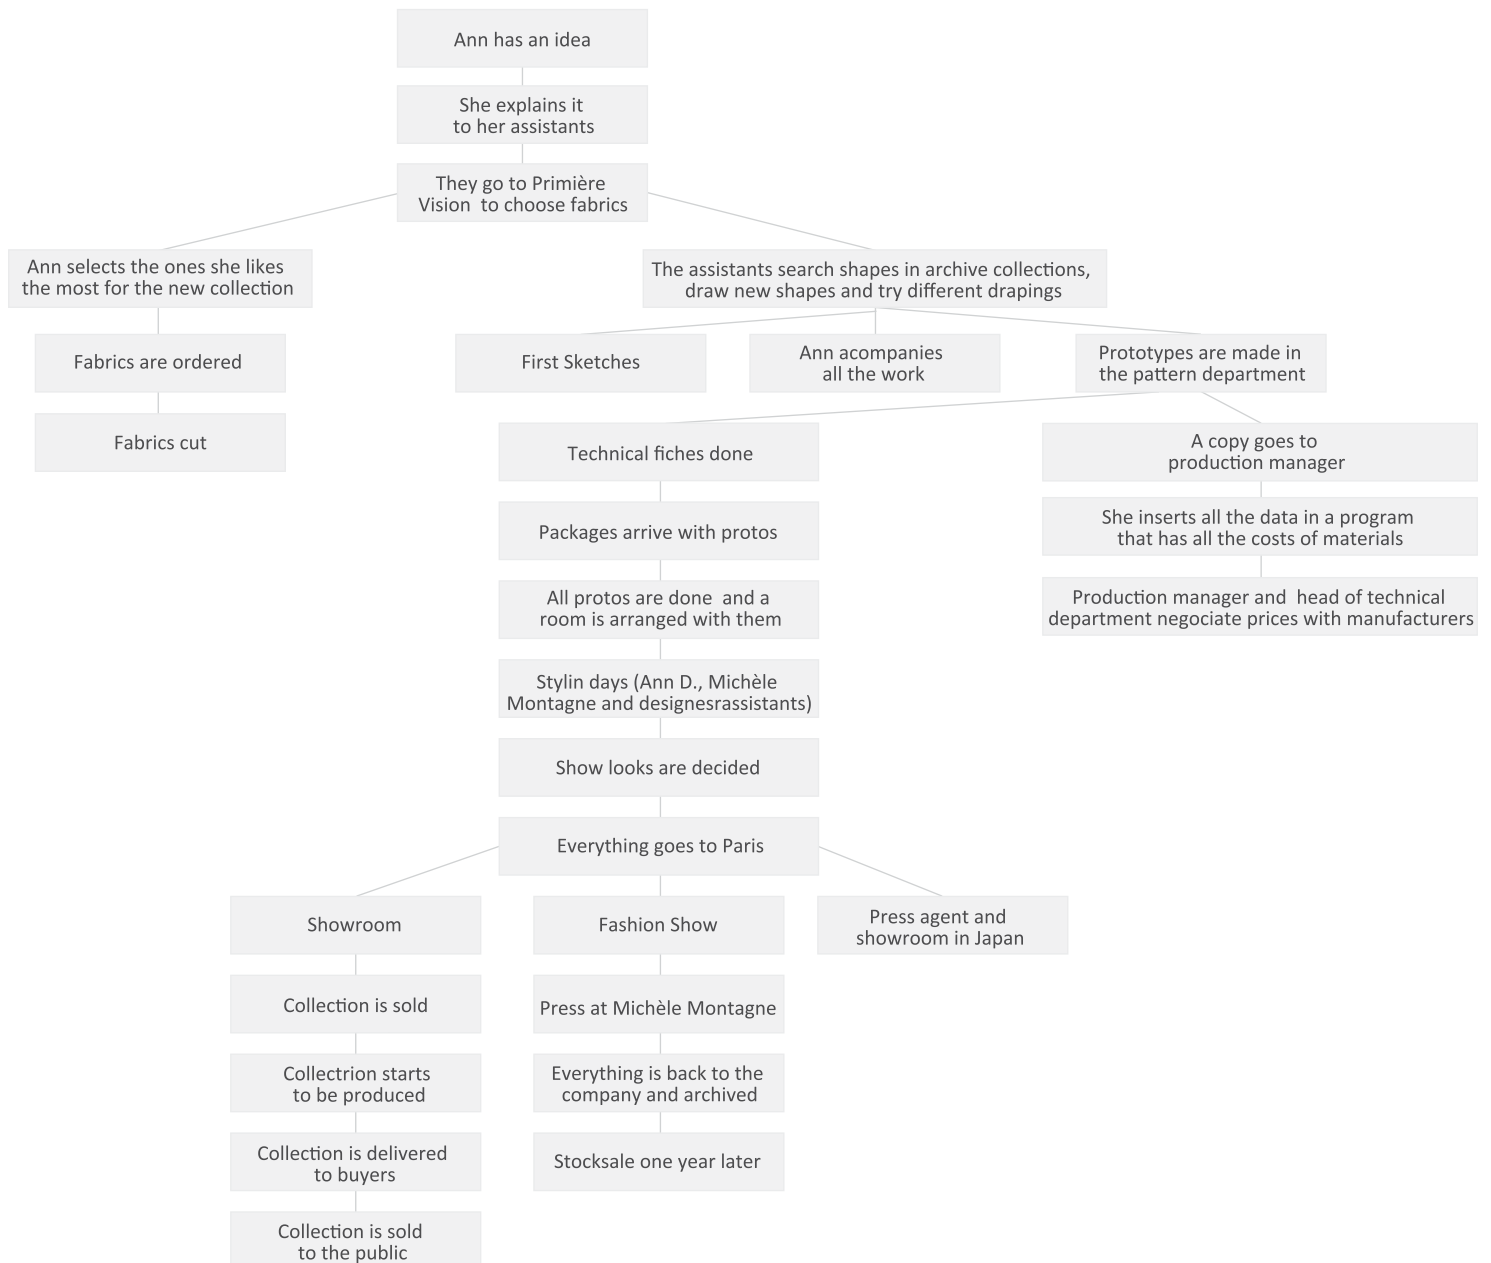 Ann has an idea
She explains it
to her assistants
They go to Primière
Vision  to choose fabrics
Ann selects the ones she likes
the most for the new collection
The assistants search shapes in archive collections,
draw new shapes and try different drapings
Fabrics are ordered
First Sketches
Ann acompanies
all the work
Prototypes are made in
the pattern department
Fabrics cut
Technical fiches done
A copy goes to
production manager
Packages arrive with protos
She inserts all the data in a program
that has all the costs of materials
All protos are done  and a
room is arranged with them
Production manager and  head of technical
department negociate prices with manufacturers
Stylin days (Ann D., Michèle
Montagne and designesrassistants)
Show looks are decided
Everything goes to Paris
Showroom
Fashion Show
Press agent and
showroom in Japan
Collection is sold
Press at Michèle Montagne
Collectrion starts
to be produced
Everything is back to the
company and archived
Collection is delivered
to buyers
Stocksale one year later
Collection is sold
to the public